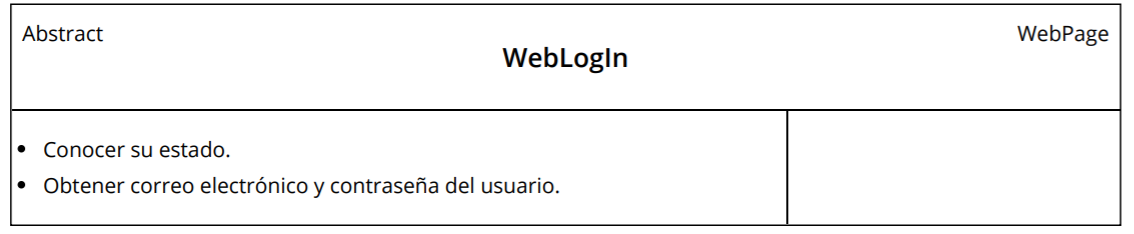 Abstract
WebPage
WebLogIn
• Conocer su estado.
• Obtener correo electrónico y contraseña del usuario.